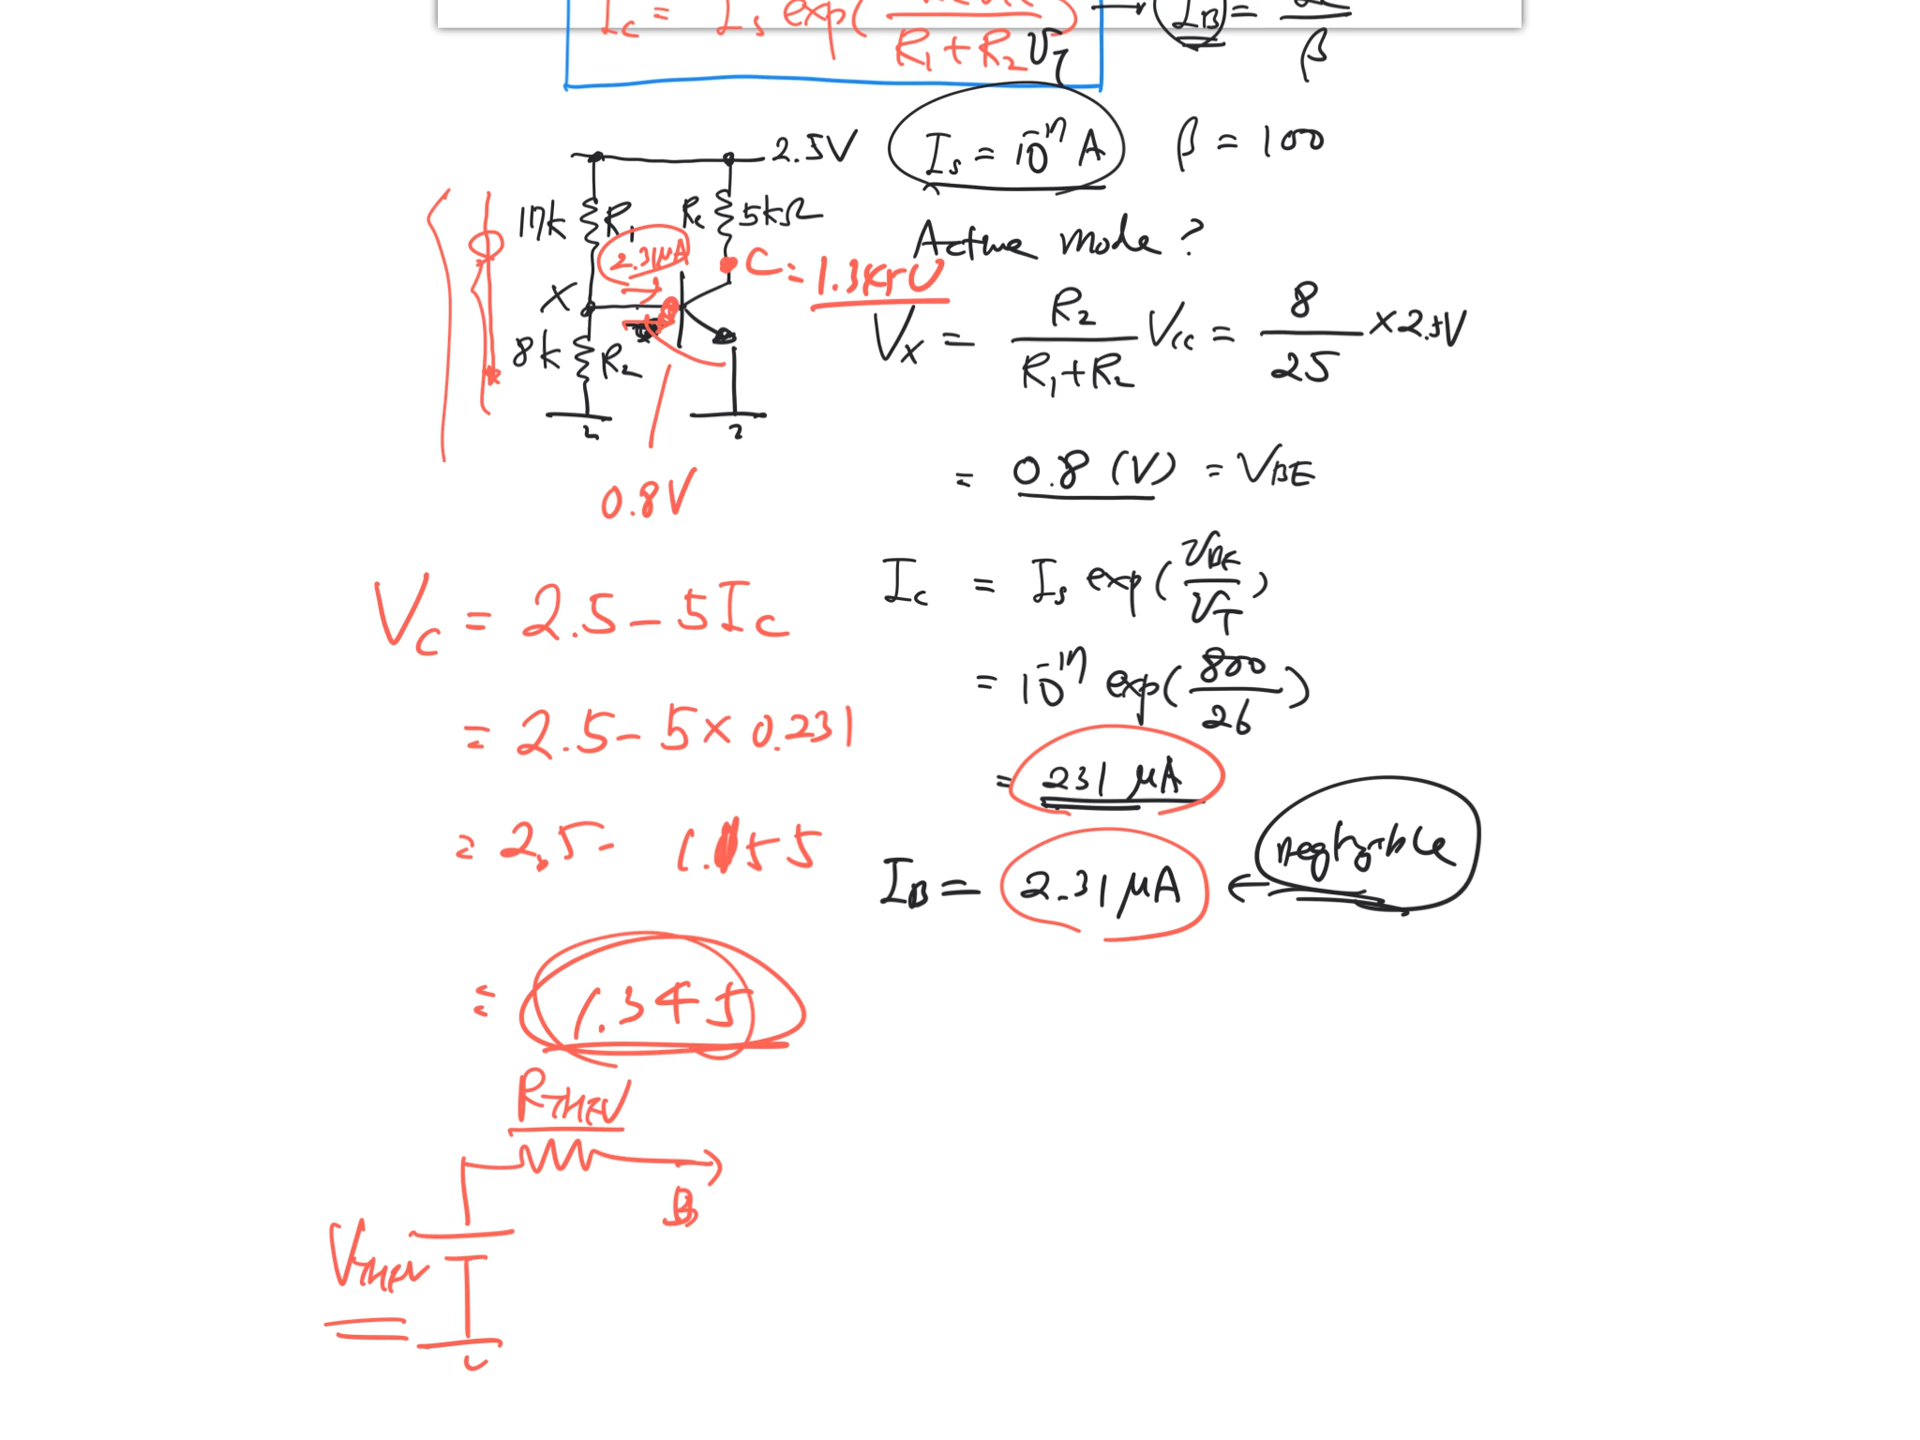 Ic = Is exp( / R1+R2 VT ) → IB = / β
Is = 10^-17 A β = 100
2.5V
17k R1 Rc 5kΩ
Active mode ?
2.31μA
C = 1.345V
X
8k R2
Vx = R2 / R1+R2 Vcc = 8 / 25 × 2.5V
0.8V
= 0.8 (V) = VBE
Ic = Is exp( VBE / VT )
= 10^-17 exp( 800 / 26 )
= 231 μA
IB = 2.31 μA ← negligible
Vc = 2.5 - 5Ic
= 2.5 - 5 × 0.231
= 2.5 - 1.155
= 1.345
RTHEV
B
VTHEV